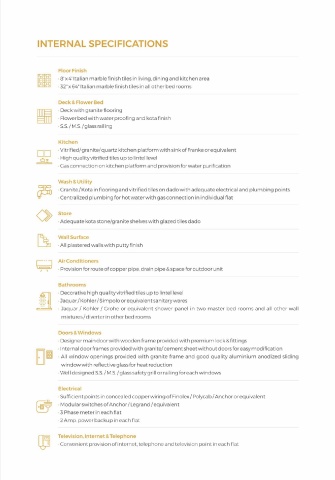 INTERNAL SPECIFICATIONS
Floor Finish
8' x 4' Italian marble finish tiles in living, dining and kitchen area
32" x 64" Italian marble finish tiles in all other bed rooms
Deck & Flower Bed
· Deck with granite flooring
· Flower bed with water proofing and kota finish
· S.S. / M.S. / glass railing
Kitchen
· Vitrified/granite/quartz kitchen platform with sink of Franke or equivalent
· High quality vitrified tiles up to lintel level
· Gas connection on kitchen platform and provision for water purification
Wash & Utility
· Granite / Kota in flooring and vitrified tiles on dado with adequate electrical and plumbing points
· Centralized plumbing for hot water with gas connection in individual flat
Store
· Adequate kota stone/granite shelves with glazed tiles dado
Wall Surface
· All plastered walls with putty finish
Air-Conditioners
· Provision for route of copper pipe, drain pipe & space for outdoor unit
Bathrooms
· Decorative high quality vitrified tiles up to lintel level
· Jaquar / Kohler / Simpolo or equivalent sanitary wares
· Jaquar / Kohler / Grohe or equivalent shower panel in two master bed rooms and all other wall
mixtures / diverter in other bed rooms
Doors & Windows
· Designer main door with wooden frame provided with premium lock & fittings
· Internal door frames provided with granite/ cement sheet without doors for easy modification
· All window openings provided with granite frame and good quality aluminium anodized sliding
window with reflective glass for heat reduction
· Well designed S.S. / M.S. / glass safety grill or railing for each windows
Electrical
· Sufficient points in concealed copper wiring of Finolex / Polycab / Anchor or equivalent
· Modular switches of Anchor / Legrand / equivalent
· 3 Phase meter in each flat
· 2 Amp. power backup in each flat
Television, Internet & Telephone
· Convenient provision of internet, telephone and television point in each flat